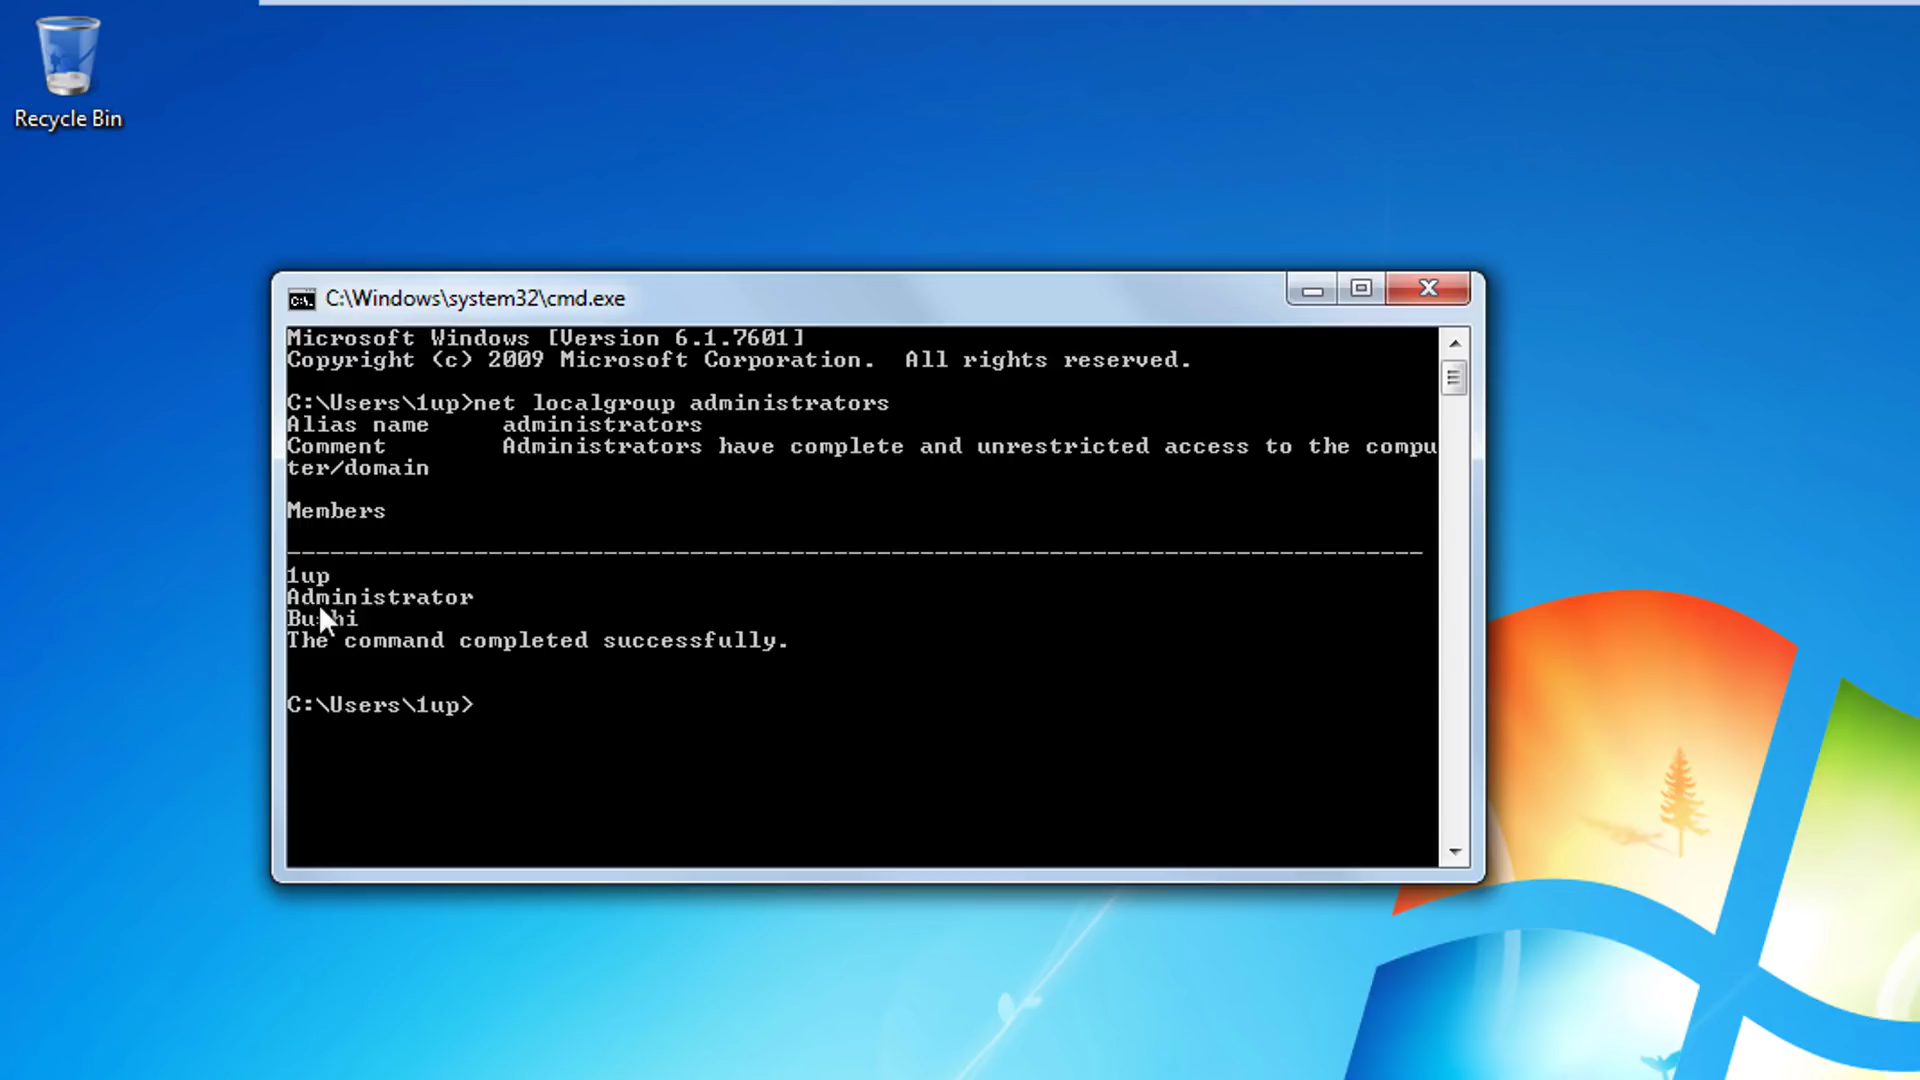 Recycle Bin
C:\Windows\system32\cmd.exe
Microsoft Windows [Version 6.1.7601]
Copyright (c) 2009 Microsoft Corporation.  All rights reserved.
C:\Users\1up>net localgroup administrators
Alias name     administrators
Comment        Administrators have complete and unrestricted access to the compu
ter/domain
Members
-------------------------------------------------------------------------------
1up
Administrator
The command completed successfully.
C:\Users\1up>